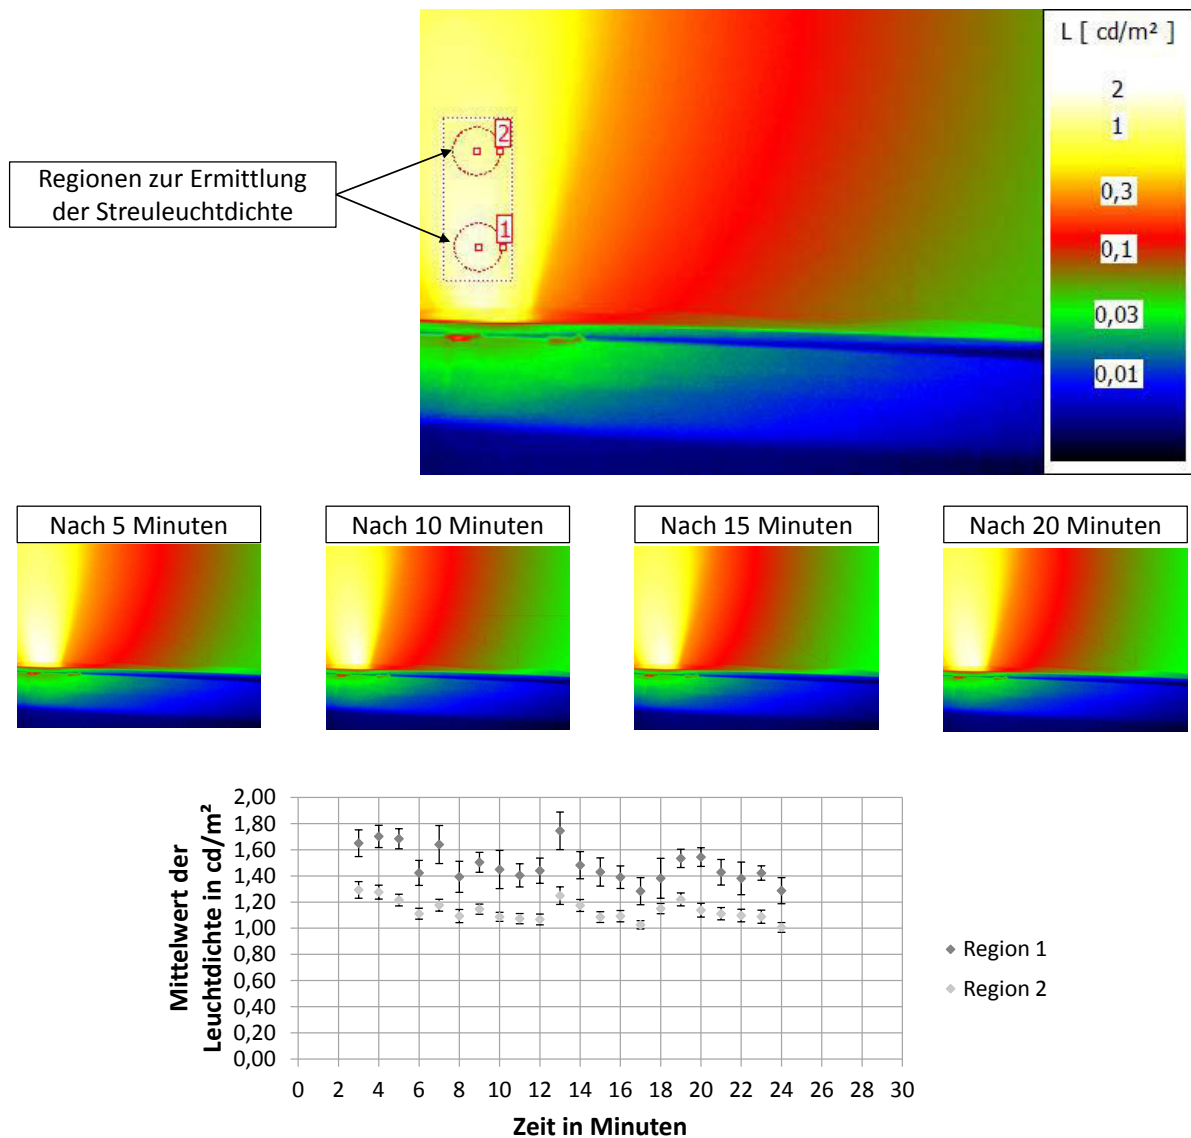 L [ cd/m² ]
2
1
0,3
0,1
0,03
0,01
2
1
Regionen zur Ermittlung
der Streuleuchtdichte
Nach 5 Minuten
Nach 10 Minuten
Nach 15 Minuten
Nach 20 Minuten
Mittelwert der
Leuchtdichte in cd/m²
2,00
1,80
1,60
1,40
1,20
1,00
0,80
0,60
0,40
0,20
0,00
0 2 4 6 8 10 12 14 16 18 20 22 24 26 28 30
Zeit in Minuten
Region 1
Region 2